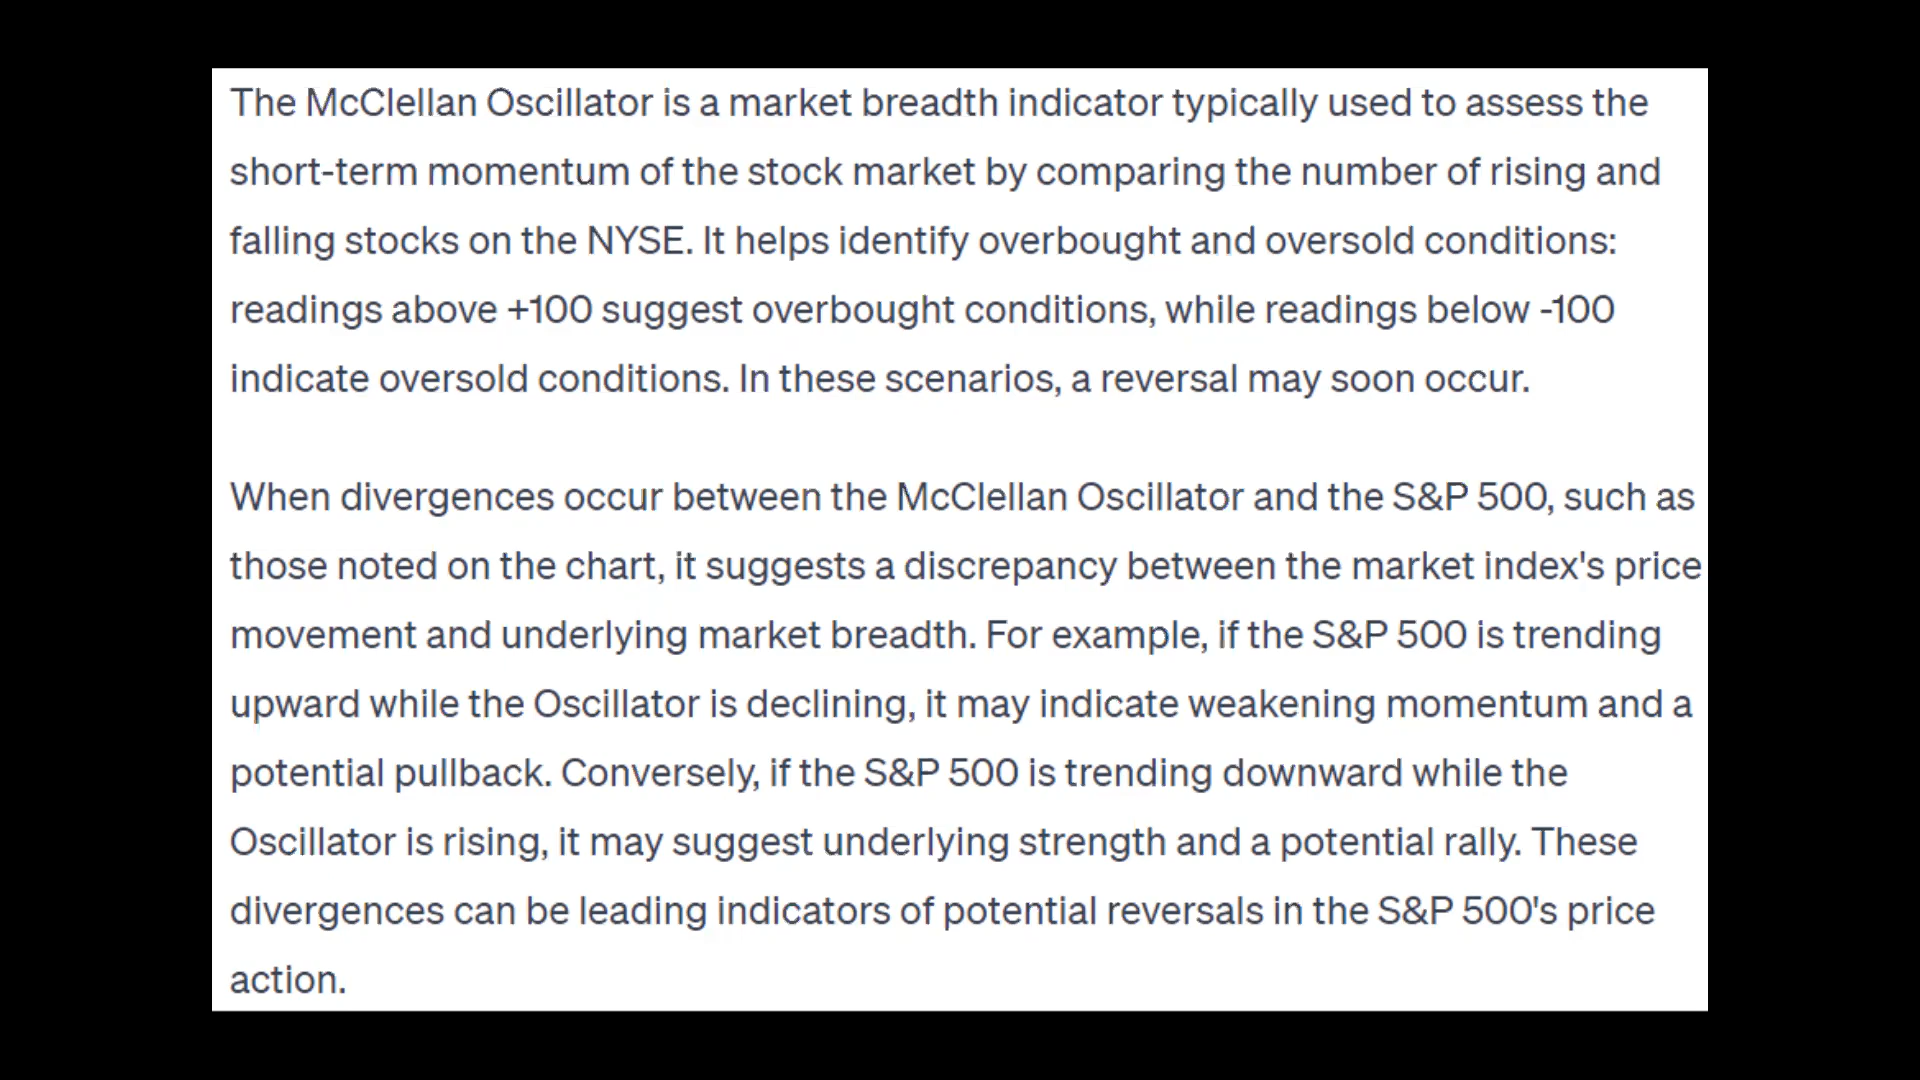 The McClellan Oscillator is a market breadth indicator typically used to assess the
short-term momentum of the stock market by comparing the number of rising and
falling stocks on the NYSE. It helps identify overbought and oversold conditions:
readings above +100 suggest overbought conditions, while readings below -100
indicate oversold conditions. In these scenarios, a reversal may soon occur.
When divergences occur between the McClellan Oscillator and the S&P 500, such as
those noted on the chart, it suggests a discrepancy between the market index's price
movement and underlying market breadth. For example, if the S&P 500 is trending
upward while the Oscillator is declining, it may indicate weakening momentum and a
potential pullback. Conversely, if the S&P 500 is trending downward while the
Oscillator is rising, it may suggest underlying strength and a potential rally. These
divergences can be leading indicators of potential reversals in the S&P 500's price
action.